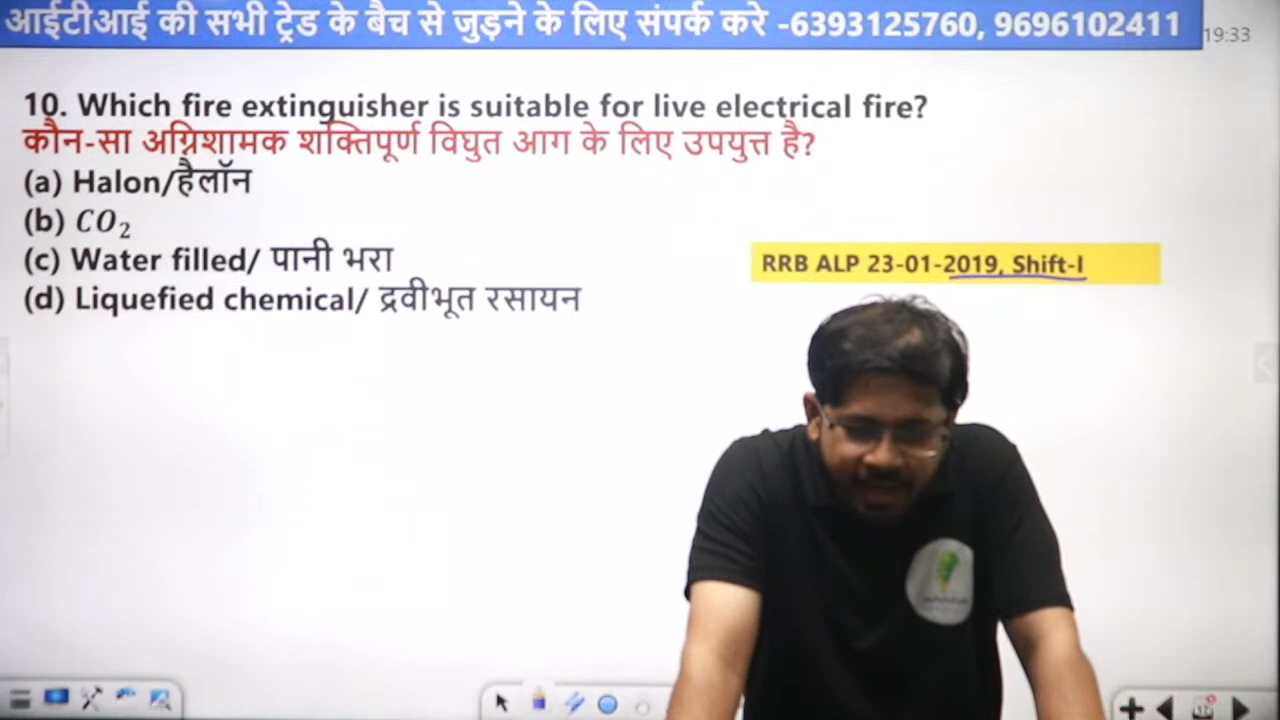 आईटीआई की सभी ट्रेड के बैच से जुड़ने के लिए संपर्क करे -6393125760, 9696102411
19:33
10. Which fire extinguisher is suitable for live electrical fire?
कौन-सा अग्निशामक शक्तिपूर्ण विघुत आग के लिए उपयुत्त है?
(a) Halon/हैलॉन
(b) CO₂
(c) Water filled/ पानी भरा
RRB ALP 23-01-2019, Shift-I
(d) Liquefied chemical/ द्रवीभूत रसायन